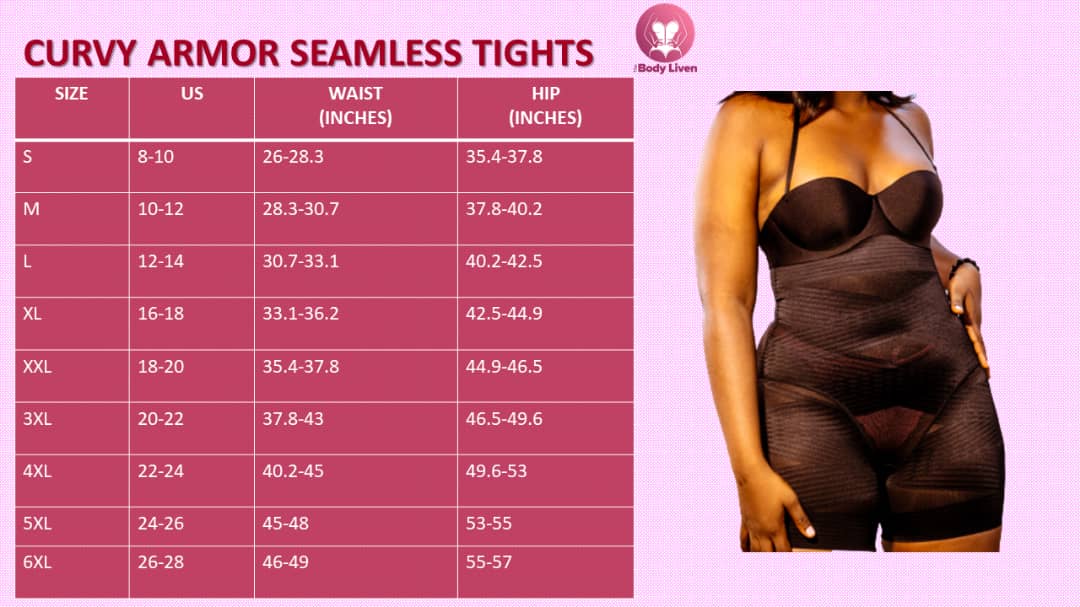 CURVY ARMOR SEAMLESS TIGHTS
The Body Liven
SIZE US WAIST (INCHES) HIP (INCHES)
S 8-10 26-28.3 35.4-37.8
M 10-12 28.3-30.7 37.8-40.2
L 12-14 30.7-33.1 40.2-42.5
XL 16-18 33.1-36.2 42.5-44.9
XXL 18-20 35.4-37.8 44.9-46.5
3XL 20-22 37.8-43 46.5-49.6
4XL 22-24 40.2-45 49.6-53
5XL 24-26 45-48 53-55
6XL 26-28 46-49 55-57